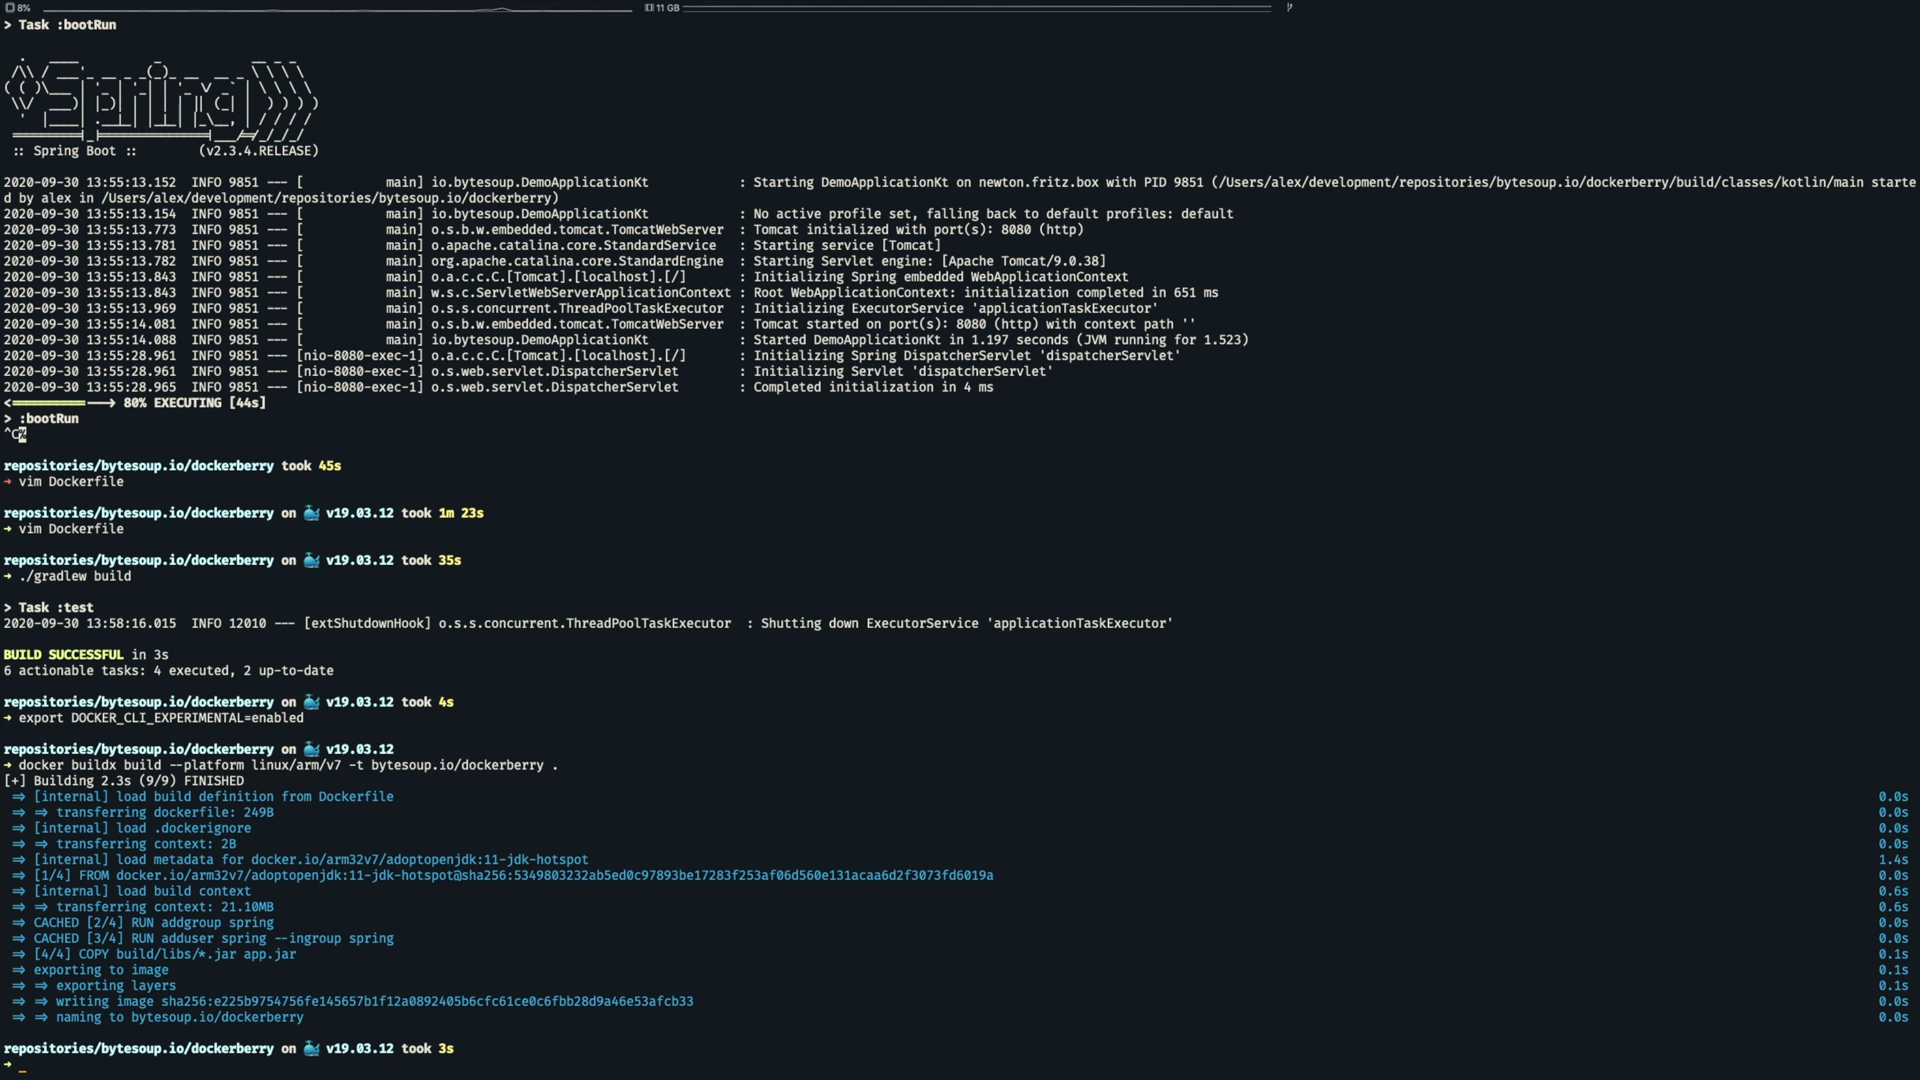 8%
11 GB
> Task :bootRun
  .   ____          _            __ _ _
 /\\ / ___'_ __ _ _(_)_ __  __ _ \ \ \ \
( ( )\___ | '_ | '_| | '_ \/ _` | \ \ \ \
 \\/  ___)| |_)| | | | | || (_| |  ) ) ) )
  '  |____| .__|_| |_|_| |_\__, | / / / /
 =========|_|==============|___/=/_/_/_/
 :: Spring Boot ::        (v2.3.4.RELEASE)
2020-09-30 13:55:13.152  INFO 9851 --- [           main] io.bytesoup.DemoApplicationKt            : Starting DemoApplicationKt on newton.fritz.box with PID 9851 (/Users/alex/development/repositories/bytesoup.io/dockerberry/build/classes/kotlin/main starte
d by alex in /Users/alex/development/repositories/bytesoup.io/dockerberry)
2020-09-30 13:55:13.154  INFO 9851 --- [           main] io.bytesoup.DemoApplicationKt            : No active profile set, falling back to default profiles: default
2020-09-30 13:55:13.773  INFO 9851 --- [           main] o.s.b.w.embedded.tomcat.TomcatWebServer  : Tomcat initialized with port(s): 8080 (http)
2020-09-30 13:55:13.781  INFO 9851 --- [           main] o.apache.catalina.core.StandardService   : Starting service [Tomcat]
2020-09-30 13:55:13.782  INFO 9851 --- [           main] org.apache.catalina.core.StandardEngine  : Starting Servlet engine: [Apache Tomcat/9.0.38]
2020-09-30 13:55:13.843  INFO 9851 --- [           main] o.a.c.c.C.[Tomcat].[localhost].[/]       : Initializing Spring embedded WebApplicationContext
2020-09-30 13:55:13.843  INFO 9851 --- [           main] w.s.c.ServletWebServerApplicationContext : Root WebApplicationContext: initialization completed in 651 ms
2020-09-30 13:55:13.969  INFO 9851 --- [           main] o.s.s.concurrent.ThreadPoolTaskExecutor  : Initializing ExecutorService 'applicationTaskExecutor'
2020-09-30 13:55:14.081  INFO 9851 --- [           main] o.s.b.w.embedded.tomcat.TomcatWebServer  : Tomcat started on port(s): 8080 (http) with context path ''
2020-09-30 13:55:14.088  INFO 9851 --- [           main] io.bytesoup.DemoApplicationKt            : Started DemoApplicationKt in 1.197 seconds (JVM running for 1.523)
2020-09-30 13:55:28.961  INFO 9851 --- [nio-8080-exec-1] o.a.c.c.C.[Tomcat].[localhost].[/]       : Initializing Spring DispatcherServlet 'dispatcherServlet'
2020-09-30 13:55:28.961  INFO 9851 --- [nio-8080-exec-1] o.s.web.servlet.DispatcherServlet        : Initializing Servlet 'dispatcherServlet'
2020-09-30 13:55:28.965  INFO 9851 --- [nio-8080-exec-1] o.s.web.servlet.DispatcherServlet        : Completed initialization in 4 ms
<==========---> 80% EXECUTING [44s]
> :bootRun
^C%
repositories/bytesoup.io/dockerberry took 45s
➜ vim Dockerfile
repositories/bytesoup.io/dockerberry on 🐳 v19.03.12 took 1m 23s
➜ vim Dockerfile
repositories/bytesoup.io/dockerberry on 🐳 v19.03.12 took 35s
➜ ./gradlew build
> Task :test
2020-09-30 13:58:16.015  INFO 12010 --- [extShutdownHook] o.s.s.concurrent.ThreadPoolTaskExecutor  : Shutting down ExecutorService 'applicationTaskExecutor'
BUILD SUCCESSFUL in 3s
6 actionable tasks: 4 executed, 2 up-to-date
repositories/bytesoup.io/dockerberry on 🐳 v19.03.12 took 4s
➜ export DOCKER_CLI_EXPERIMENTAL=enabled
repositories/bytesoup.io/dockerberry on 🐳 v19.03.12
➜ docker buildx build --platform linux/arm/v7 -t bytesoup.io/dockerberry .
[+] Building 2.3s (9/9) FINISHED
 => [internal] load build definition from Dockerfile 0.0s
 => => transferring dockerfile: 249B 0.0s
 => [internal] load .dockerignore 0.0s
 => => transferring context: 2B 0.0s
 => [internal] load metadata for docker.io/arm32v7/adoptopenjdk:11-jdk-hotspot 1.4s
 => [1/4] FROM docker.io/arm32v7/adoptopenjdk:11-jdk-hotspot@sha256:5349803232ab5ed0c97893be17283f253af06d560e131acaa6d2f3073fd6019a 0.0s
 => [internal] load build context 0.6s
 => => transferring context: 21.10MB 0.6s
 => CACHED [2/4] RUN addgroup spring 0.0s
 => CACHED [3/4] RUN adduser spring --ingroup spring 0.0s
 => [4/4] COPY build/libs/*.jar app.jar 0.1s
 => exporting to image 0.1s
 => => exporting layers 0.1s
 => => writing image sha256:e225b9754756fe145657b1f12a0892405b6cfc61ce0c6fbb28d9a46e53afcb33 0.0s
 => => naming to bytesoup.io/dockerberry 0.0s
repositories/bytesoup.io/dockerberry on 🐳 v19.03.12 took 3s
➜ _